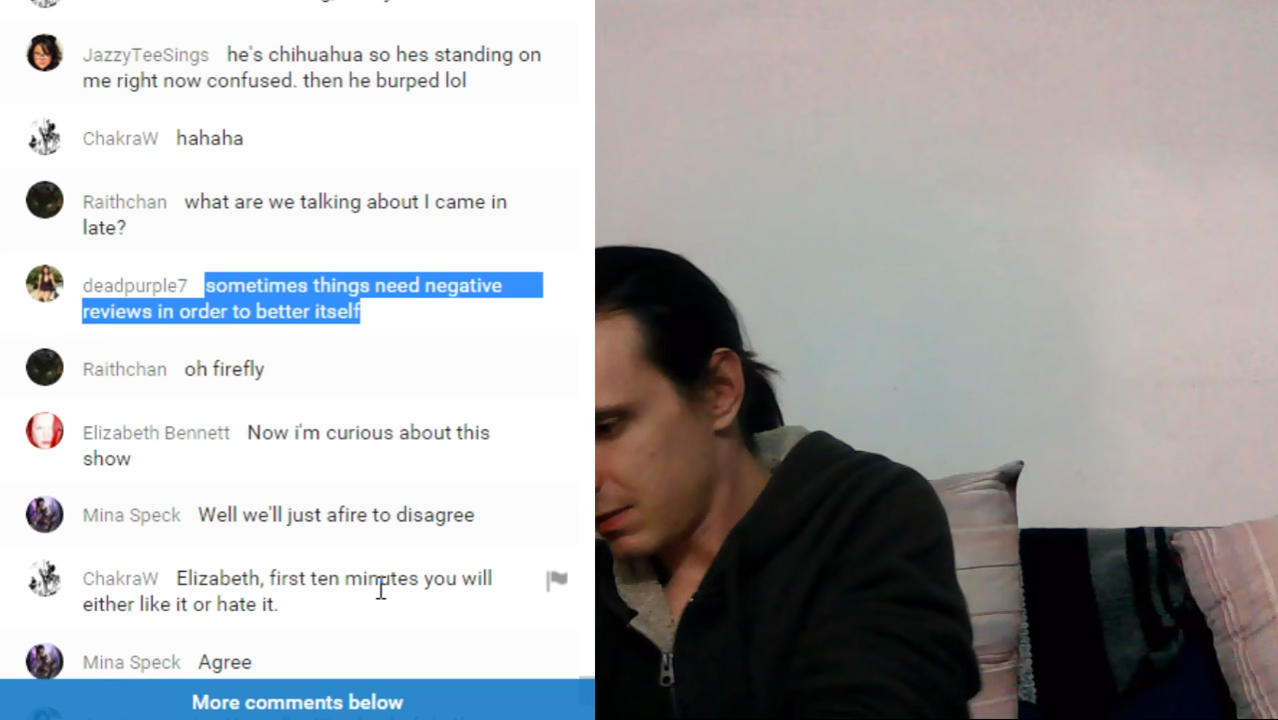 JazzyTeeSings he's chihuahua so hes standing on
me right now confused. then he burped lol
ChakraW hahaha
Raithchan what are we talking about I came in
late?
deadpurple7 sometimes things need negative
reviews in order to better itself
Raithchan oh firefly
Elizabeth Bennett Now i'm curious about this
show
Mina Speck Well we'll just afire to disagree
ChakraW Elizabeth, first ten minutes you will
either like it or hate it.
Mina Speck Agree
More comments below